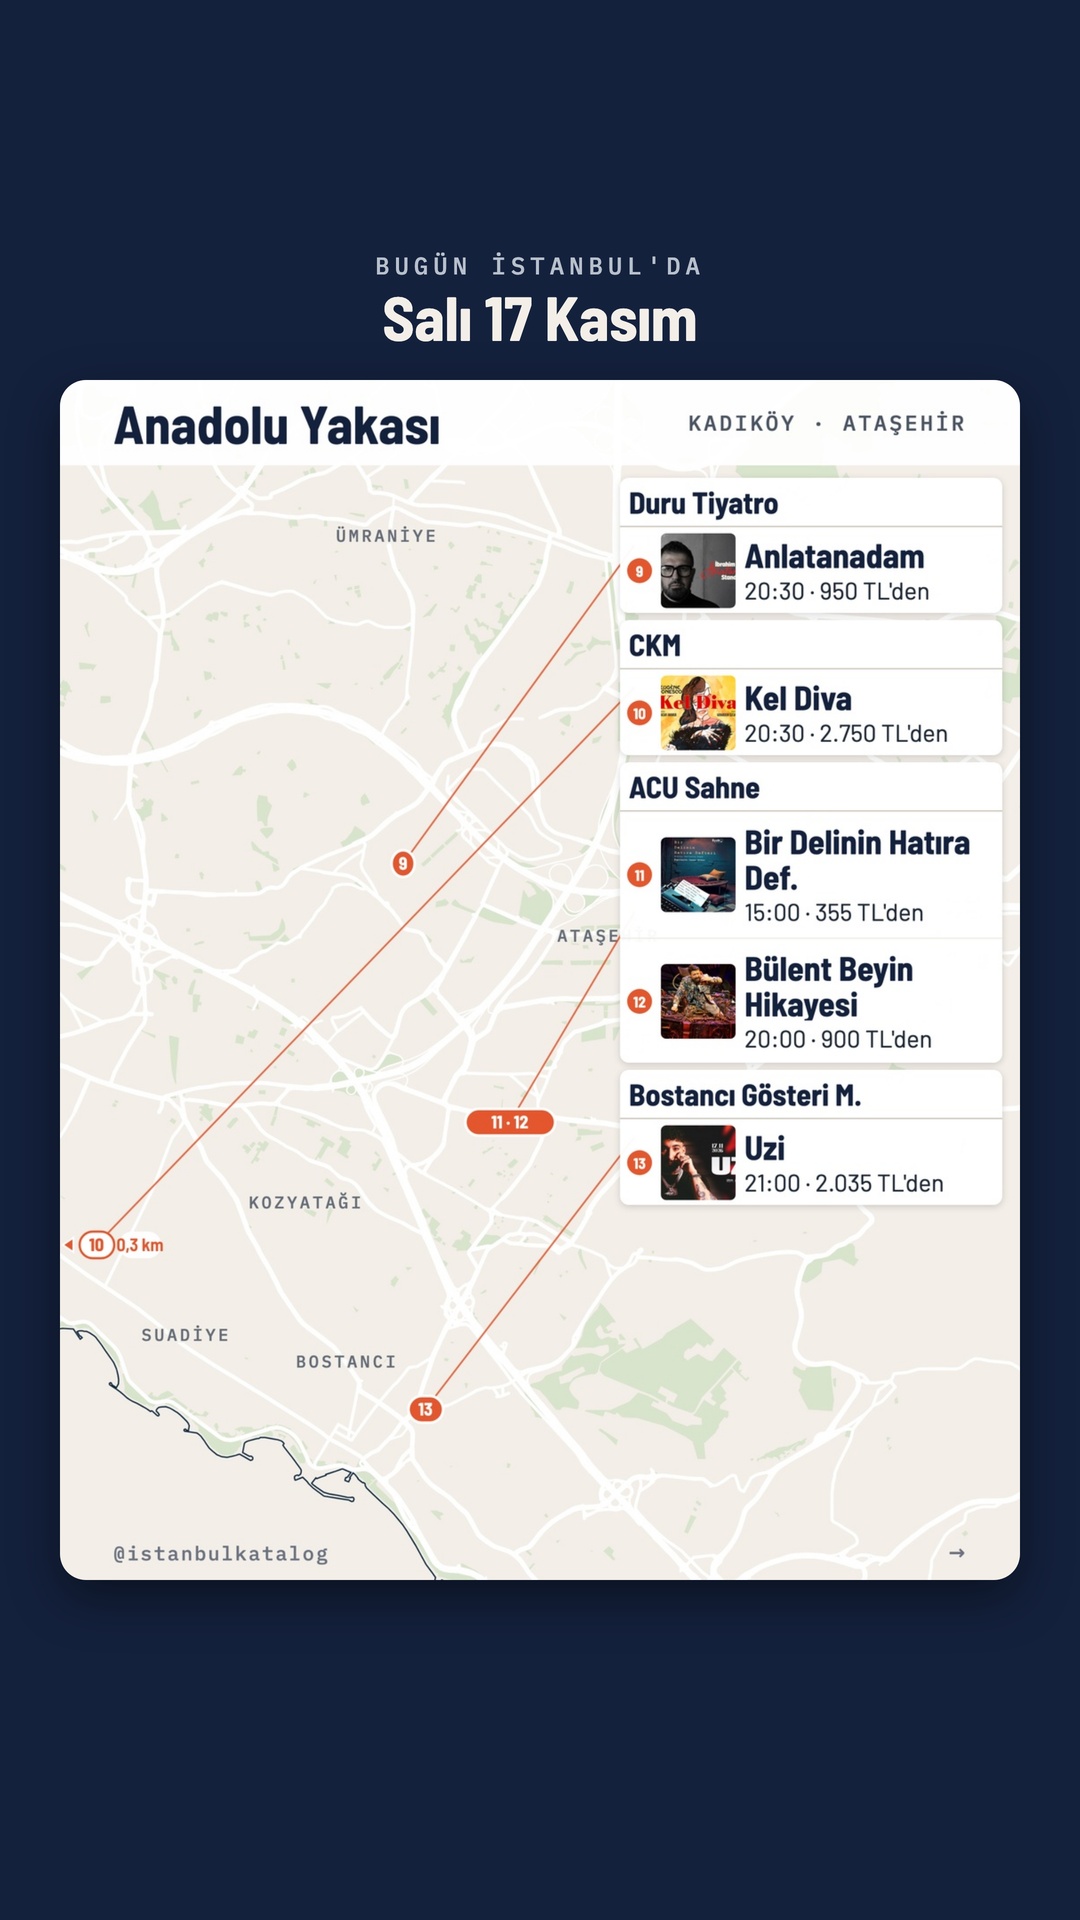 BUGÜN İSTANBUL'DA
Salı 17 Kasım
Anadolu Yakası
KADIKÖY · ATAŞEHİR
ÜMRANİYE
Duru Tiyatro
9
Anlatanadam
20:30 · 950 TL'den
CKM
10
Kel Diva
Kel Diva
20:30 · 2.750 TL'den
ACU Sahne
11
Bir Delinin Hatıra
Def.
15:00 · 355 TL'den
12
Bülent Beyin
Hikayesi
20:00 · 900 TL'den
Bostancı Gösteri M.
13
Uzi
21:00 · 2.035 TL'den
9
ATAŞE
11 · 12
KOZYATAĞI
10 0,3 km
SUADİYE
BOSTANCI
13
@istanbulkatalog
→